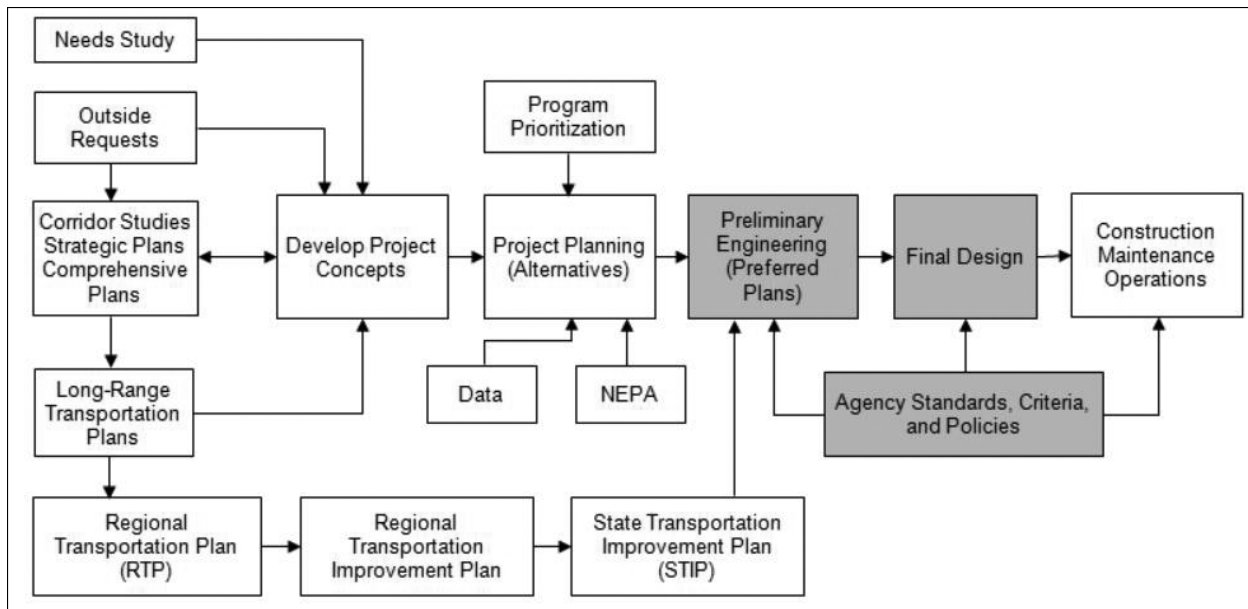 Needs Study
Outside
Requests
Program
Prioritization
Corridor Studies
Strategic Plans
Comprehensive
Plans
Develop Project
Concepts
Project Planning
(Alternatives)
Preliminary
Engineering
(Preferred
Plans)
Final Design
Construction
Maintenance
Operations
Long-Range
Transportation
Plans
Data
NEPA
Agency Standards, Criteria,
and Policies
Regional
Transportation Plan
(RTP)
Regional
Transportation
Improvement Plan
State Transportation
Improvement Plan
(STIP)